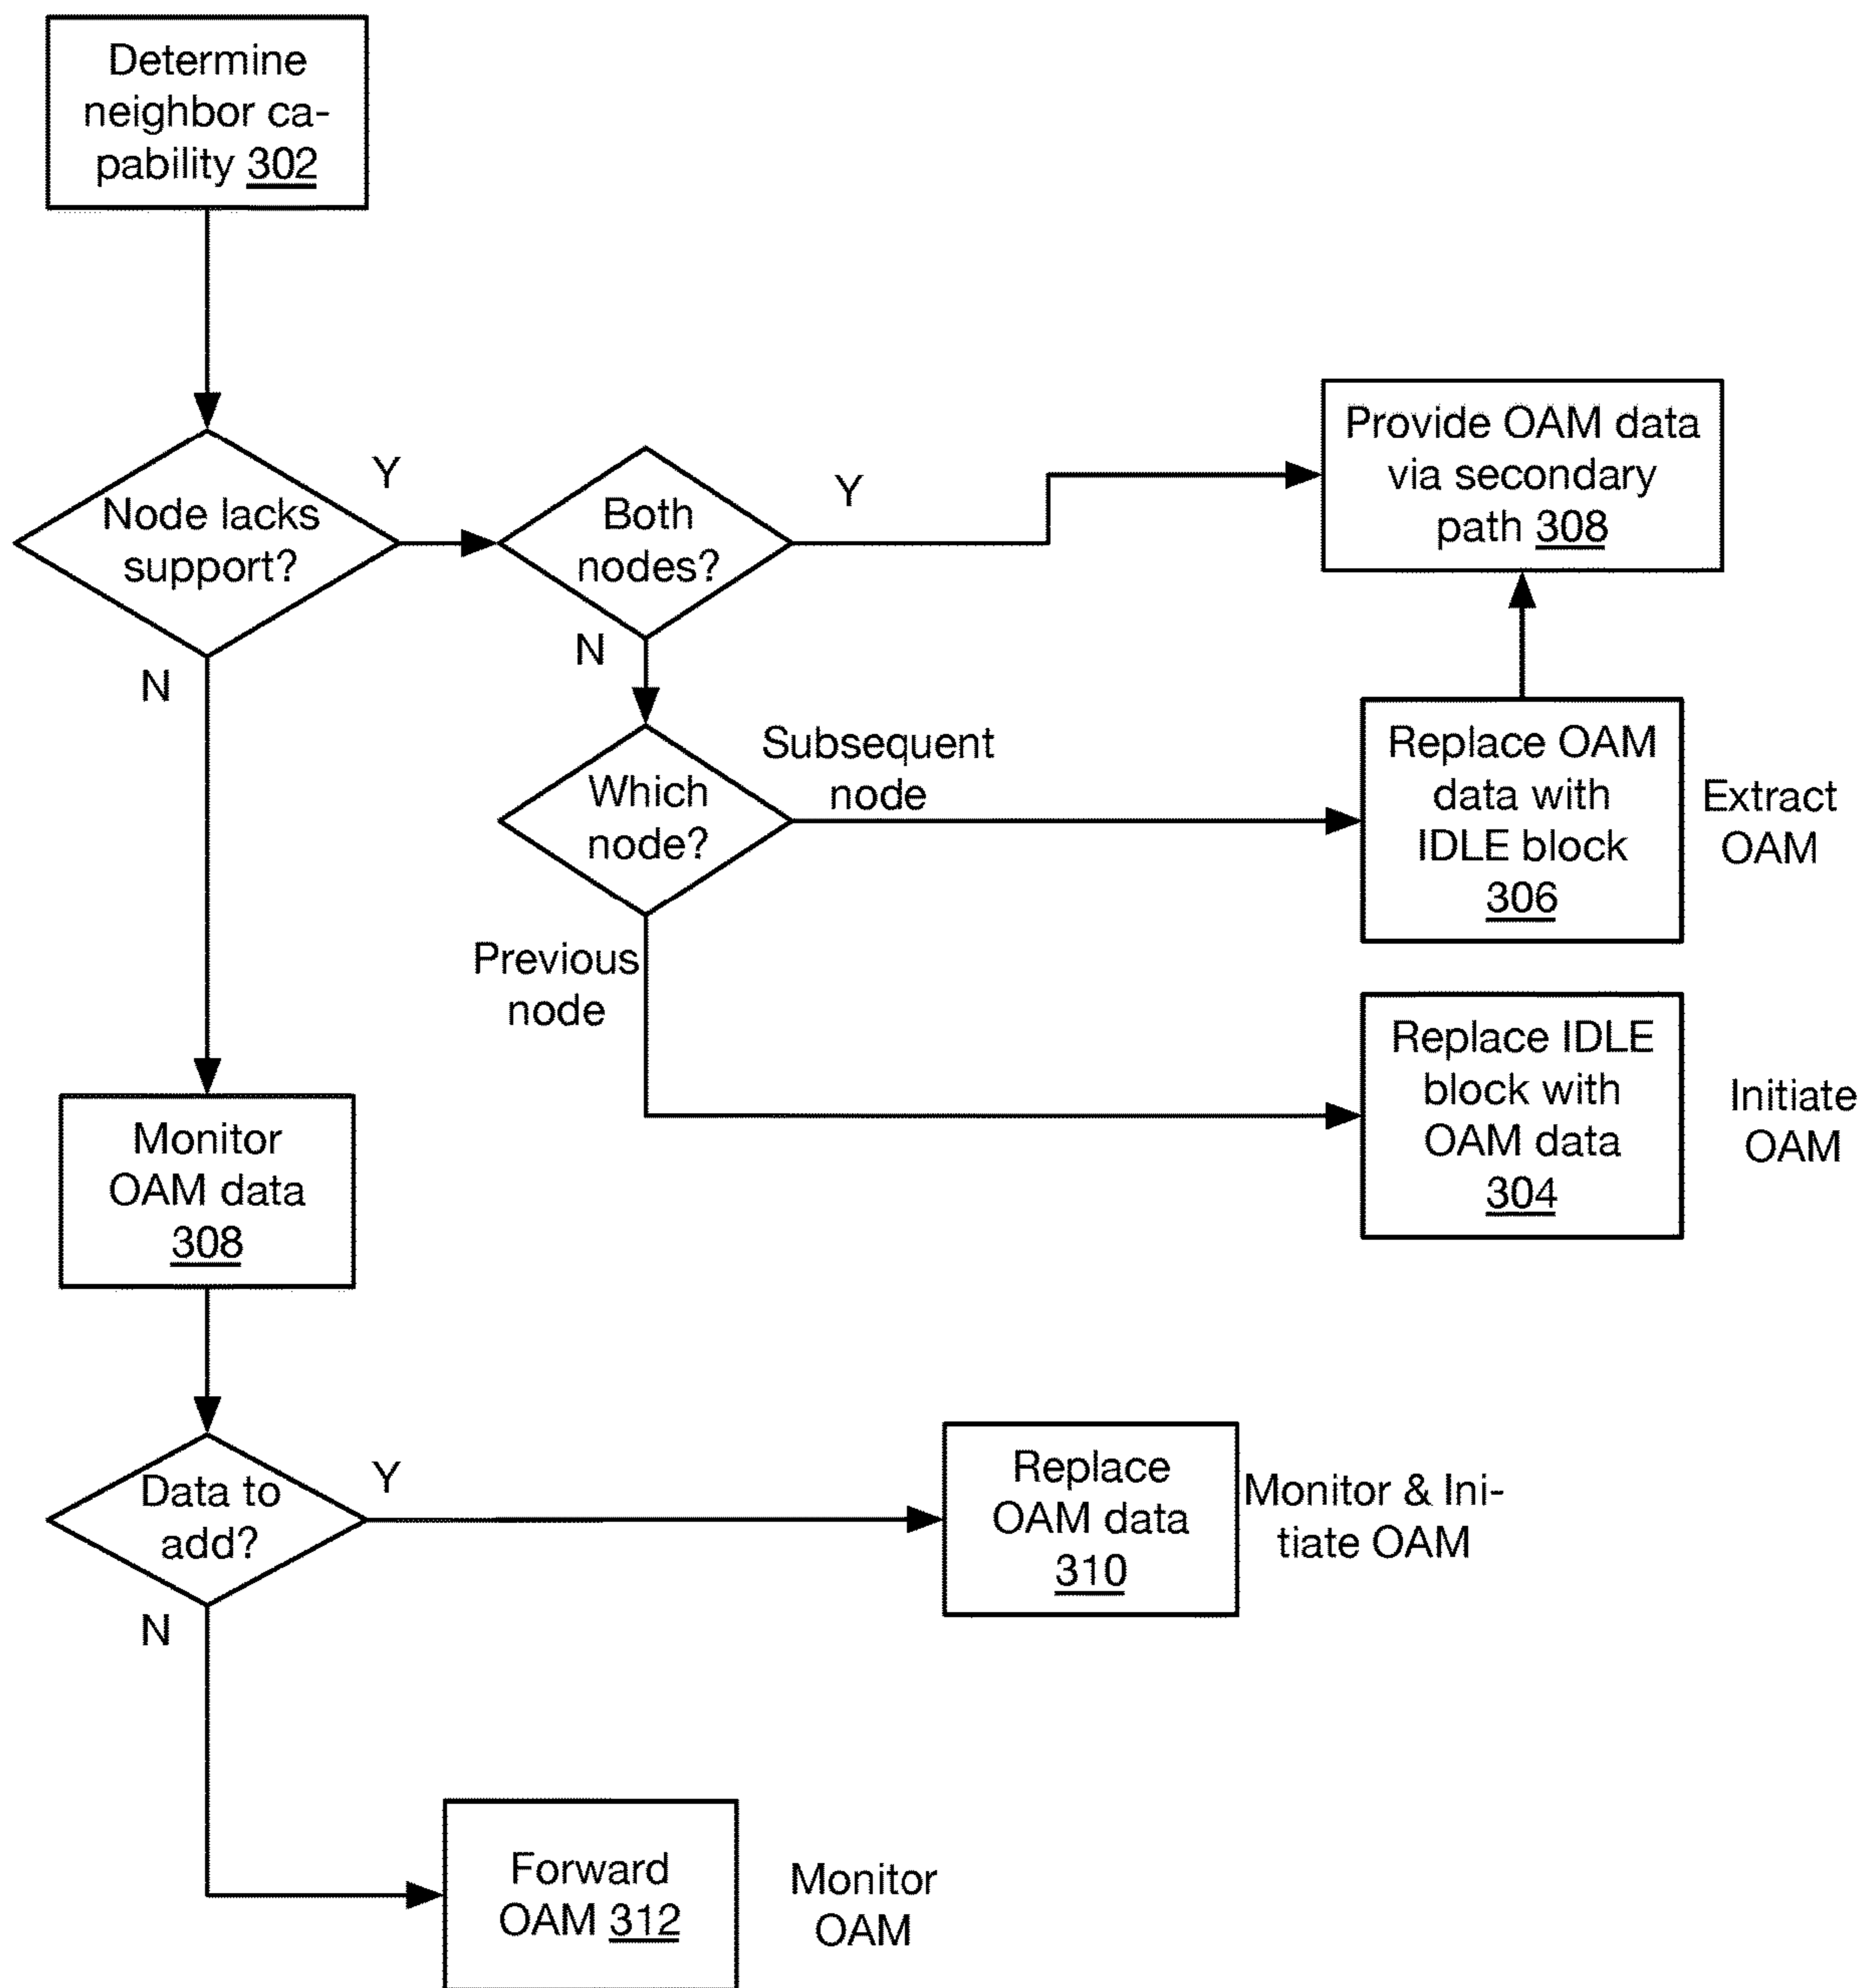 Determine
neighbor ca-
pability 302
Node lacks
support?
Y
N
Both
nodes?
Y
N
Provide OAM data
via secondary
path 308
Which
node?
Subsequent
node
Previous
node
Replace OAM
data with
IDLE block
306
Extract
OAM
Replace IDLE
block with
OAM data
304
Initiate
OAM
Monitor
OAM data
308
Data to
add?
Y
N
Replace
OAM data
310
Monitor & Ini-
tiate OAM
Forward
OAM 312
Monitor
OAM